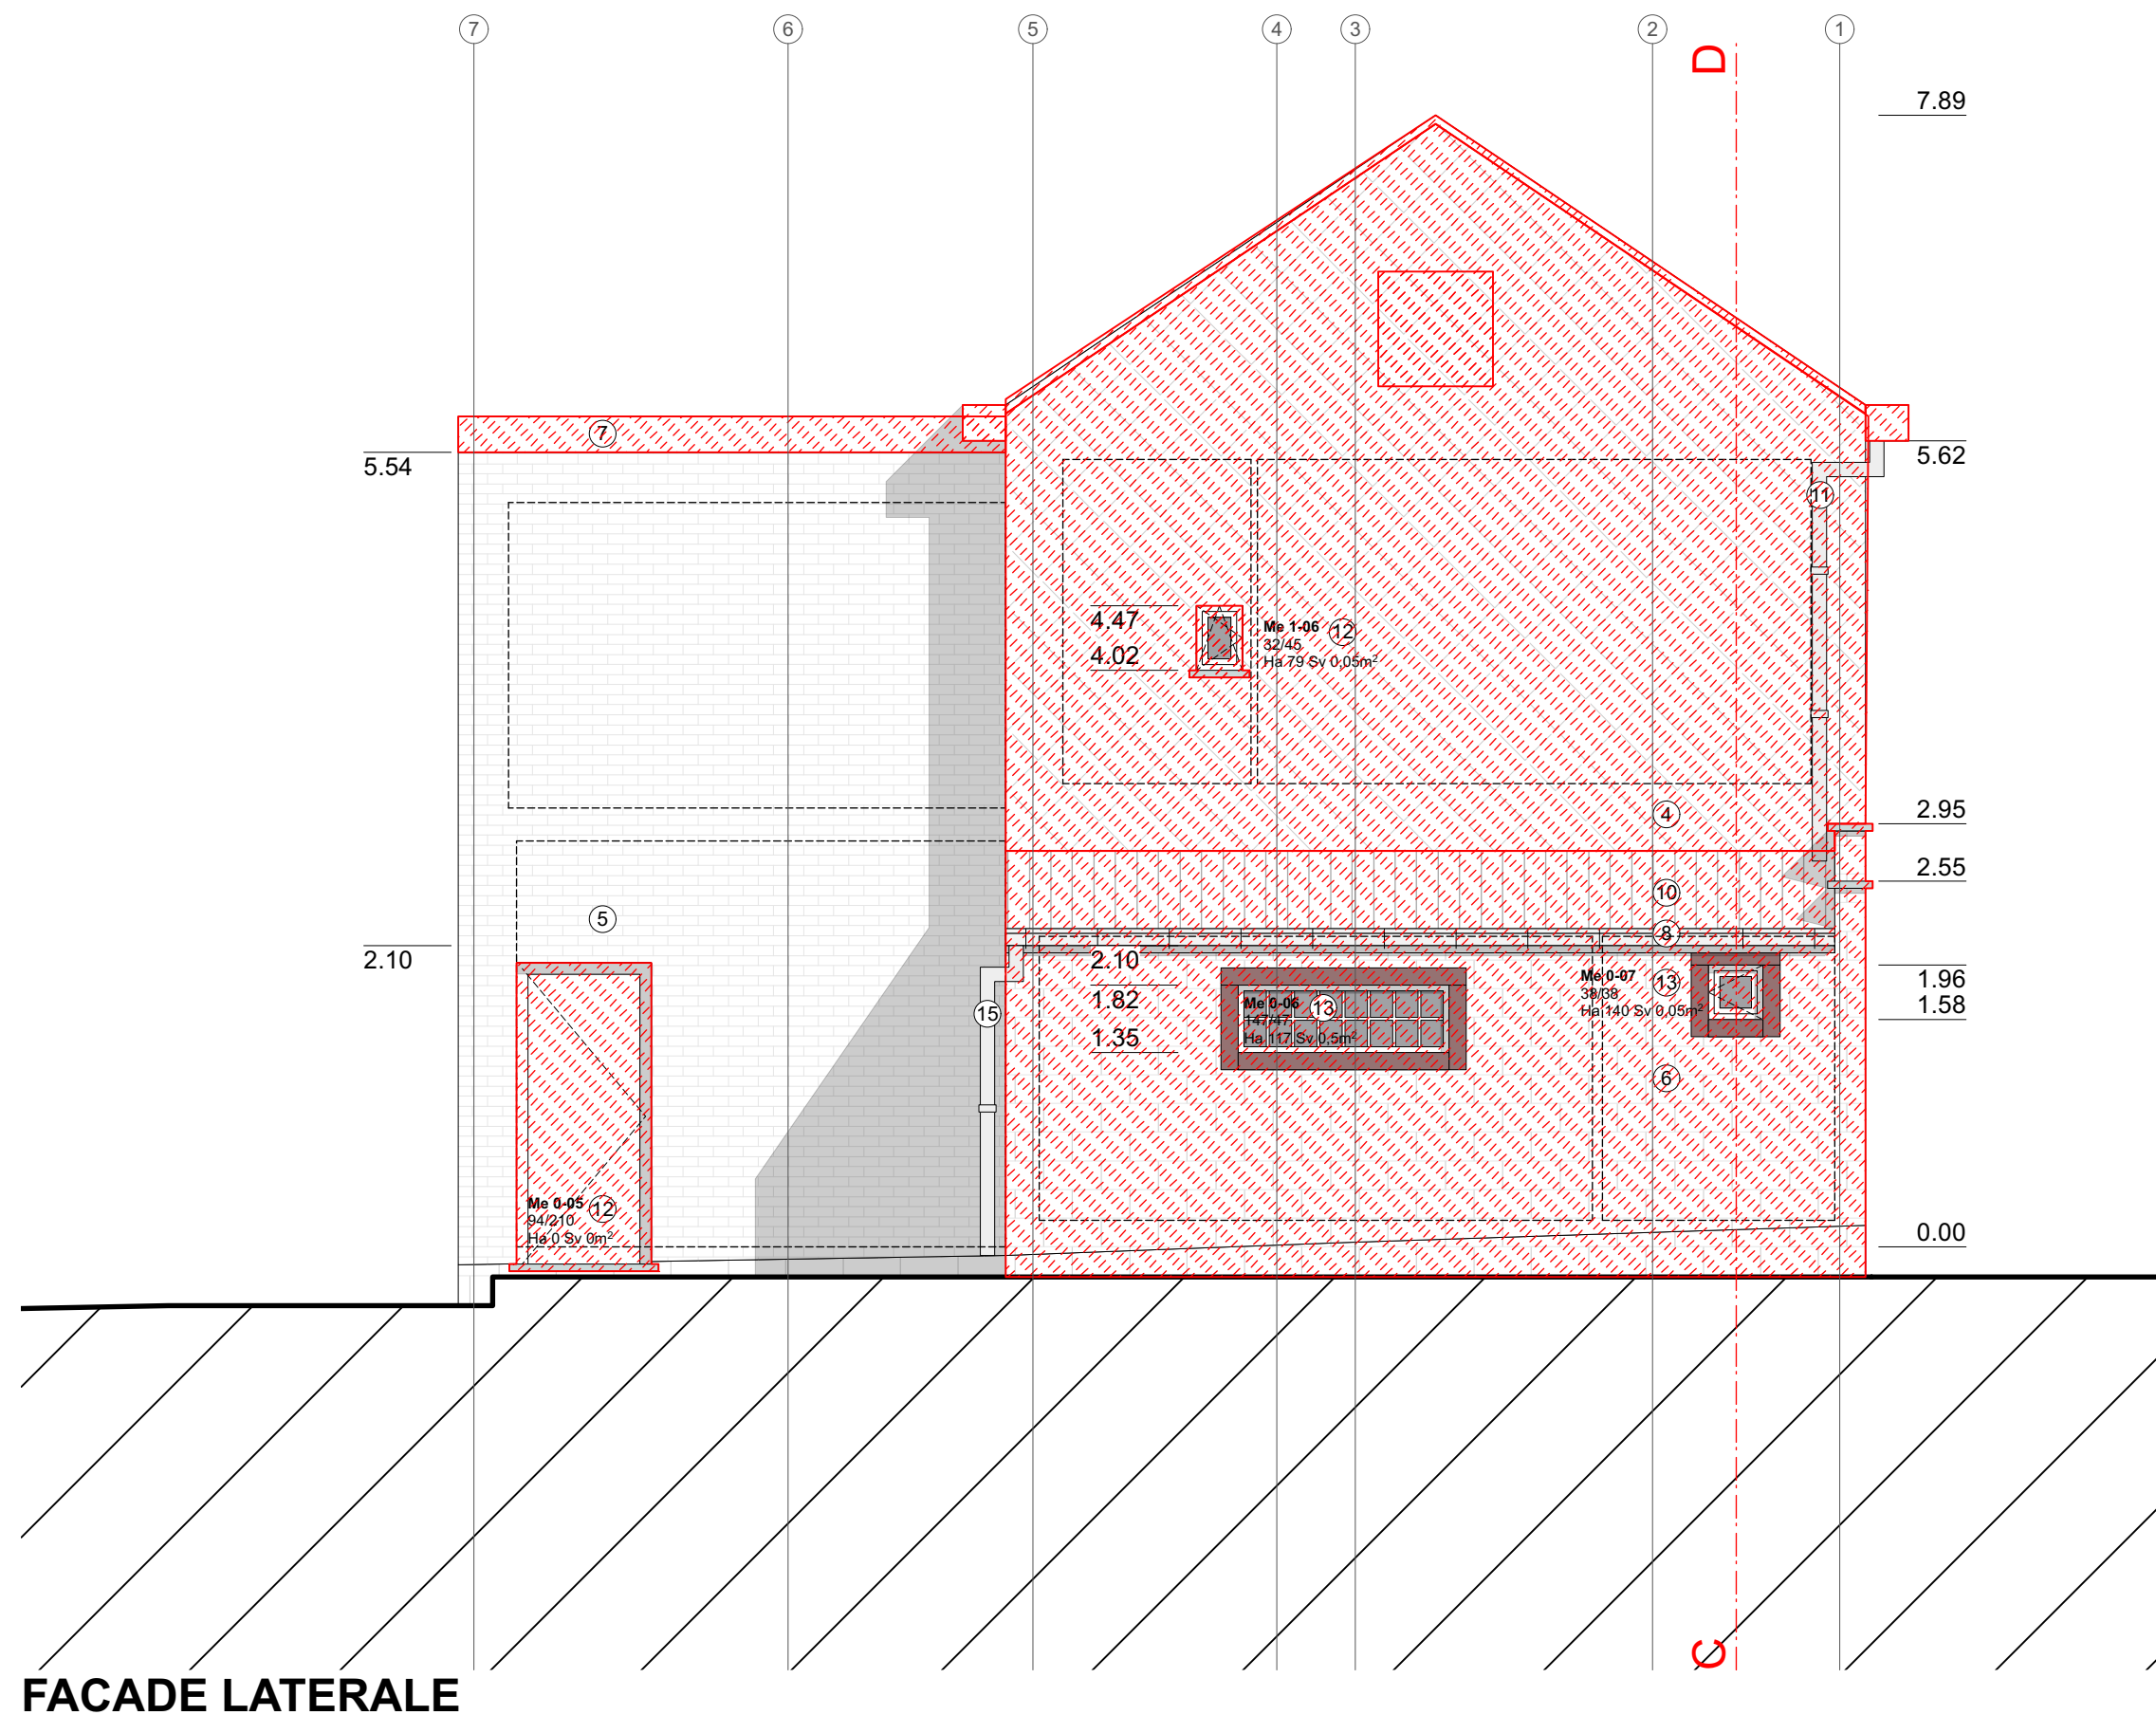 7 6 5 4 3 2 1
D
7.89
7
5.54
5.62
11
4.47
4.02
Me 1-06 12
32/45
Ha 79 Sv 0,05m²
4
2.95
2.55
10
5
8
2.10
2.10
1.82
1.35
15
Me 0-06 13
147/47
Ha 117 Sv 0,5m²
Me 0-07 13
38/38
Ha 140 Sv 0,05m²
1.96
1.58
6
Me 0-05 12
94/210
Ha 0 Sv 0m²
0.00
C
FACADE LATERALE